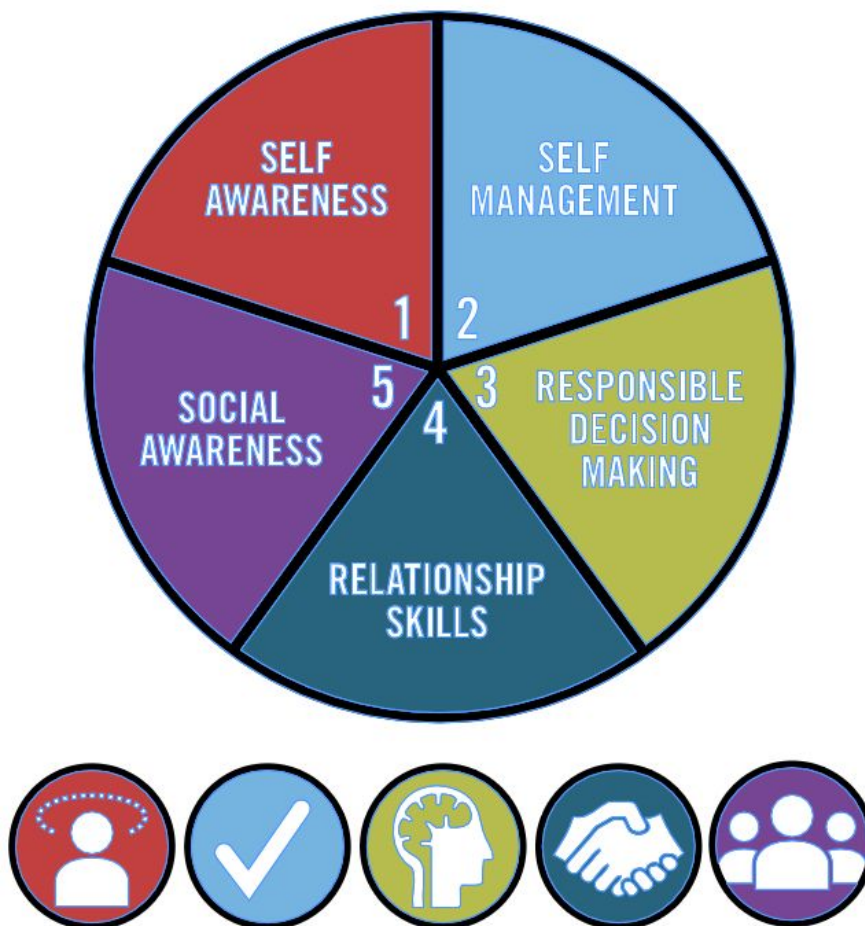 SELF
AWARENESS
1
SELF
MANAGEMENT
2
RESPONSIBLE
DECISION
MAKING
3
RELATIONSHIP
SKILLS
4
SOCIAL
AWARENESS
5